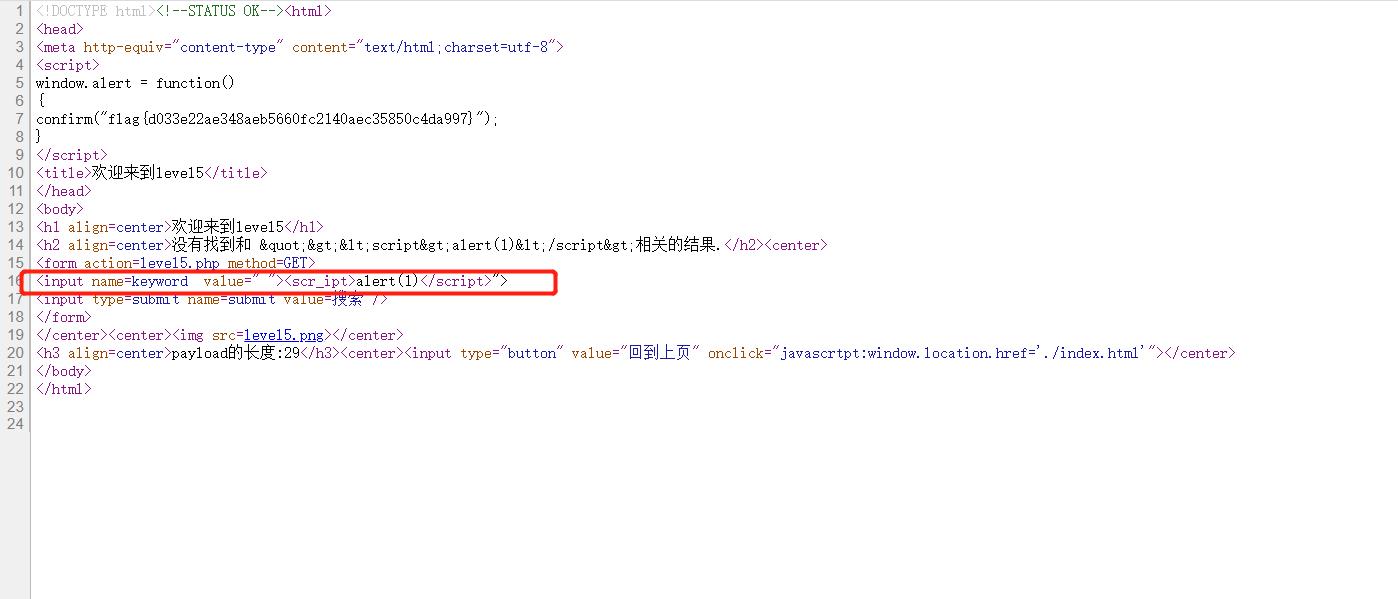 1 <!DOCTYPE html><!--STATUS OK--><html>
2 <head>
3 <meta http-equiv="content-type" content="text/html;charset=utf-8">
4 <script>
5 window.alert = function()
6 {
7 confirm("flag{d033e22ae348aeb5660fc2140aec35850c4da997}");
8 }
9 </script>
10 <title>欢迎来到level5</title>
11 </head>
12 <body>
13 <h1 align=center>欢迎来到level5</h1>
14 <h2 align=center>没有找到和 &quot;&gt;&lt;script&gt;alert(1)&lt;/script&gt;相关的结果.</h2><center>
15 <form action=level5.php method=GET>
16 <input name=keyword  value=" "><scr_ipt>alert(1)</script>">
17 <input type=submit name=submit value=搜索 />
18 </form>
19 </center><center><img src=level5.png></center>
20 <h3 align=center>payload的长度:29</h3><center><input type="button" value="回到上页" onclick="javascrtpt:window.location.href='./index.html'"></center>
21 </body>
22 </html>
23
24